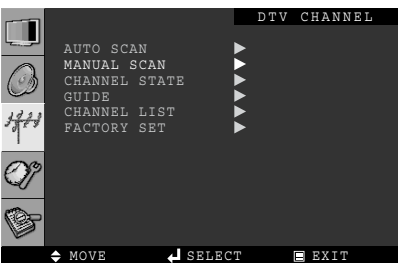 DTV CHANNEL
AUTO SCAN
MANUAL SCAN
CHANNEL STATE
GUIDE
CHANNEL LIST
FACTORY SET
MOVE SELECT EXIT